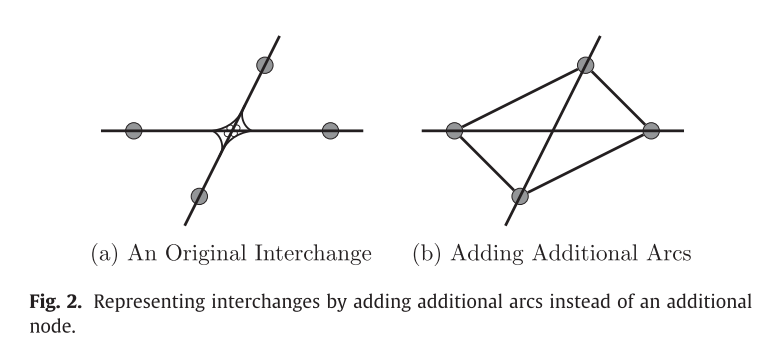 (a) An Original Interchange
(b) Adding Additional Arcs
Fig. 2. Representing interchanges by adding additional arcs instead of an additional
node.